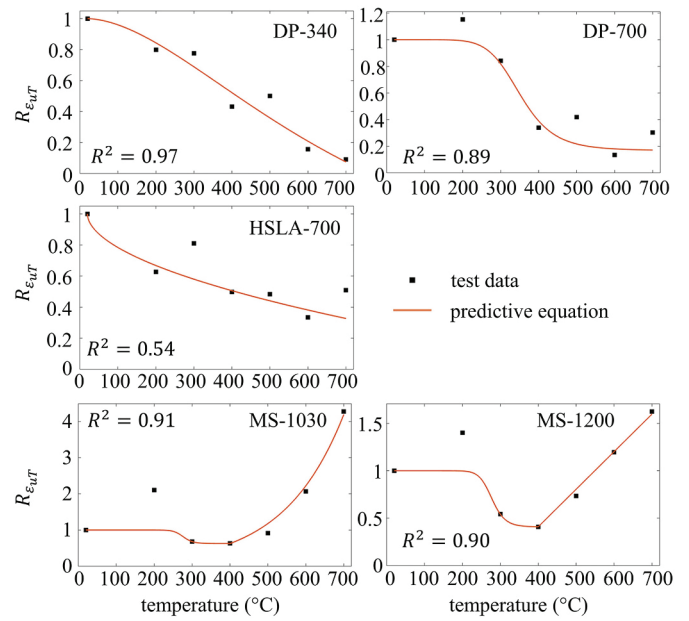 DP-340
1
0.8
0.6
0.4
0.2
0
R_{εuT}
R² = 0.97
0 100 200 300 400 500 600 700
DP-700
1.2
1
0.8
0.6
0.4
0.2
0
R² = 0.89
0 100 200 300 400 500 600 700
HSLA-700
1
0.8
0.6
0.4
0.2
0
R_{εuT}
R² = 0.54
0 100 200 300 400 500 600 700
test data
predictive equation
R² = 0.91
MS-1030
4
3
2
1
0
R_{εuT}
0 100 200 300 400 500 600 700
temperature (°C)
MS-1200
1.5
1
0.5
0
R² = 0.90
0 100 200 300 400 500 600 700
temperature (°C)